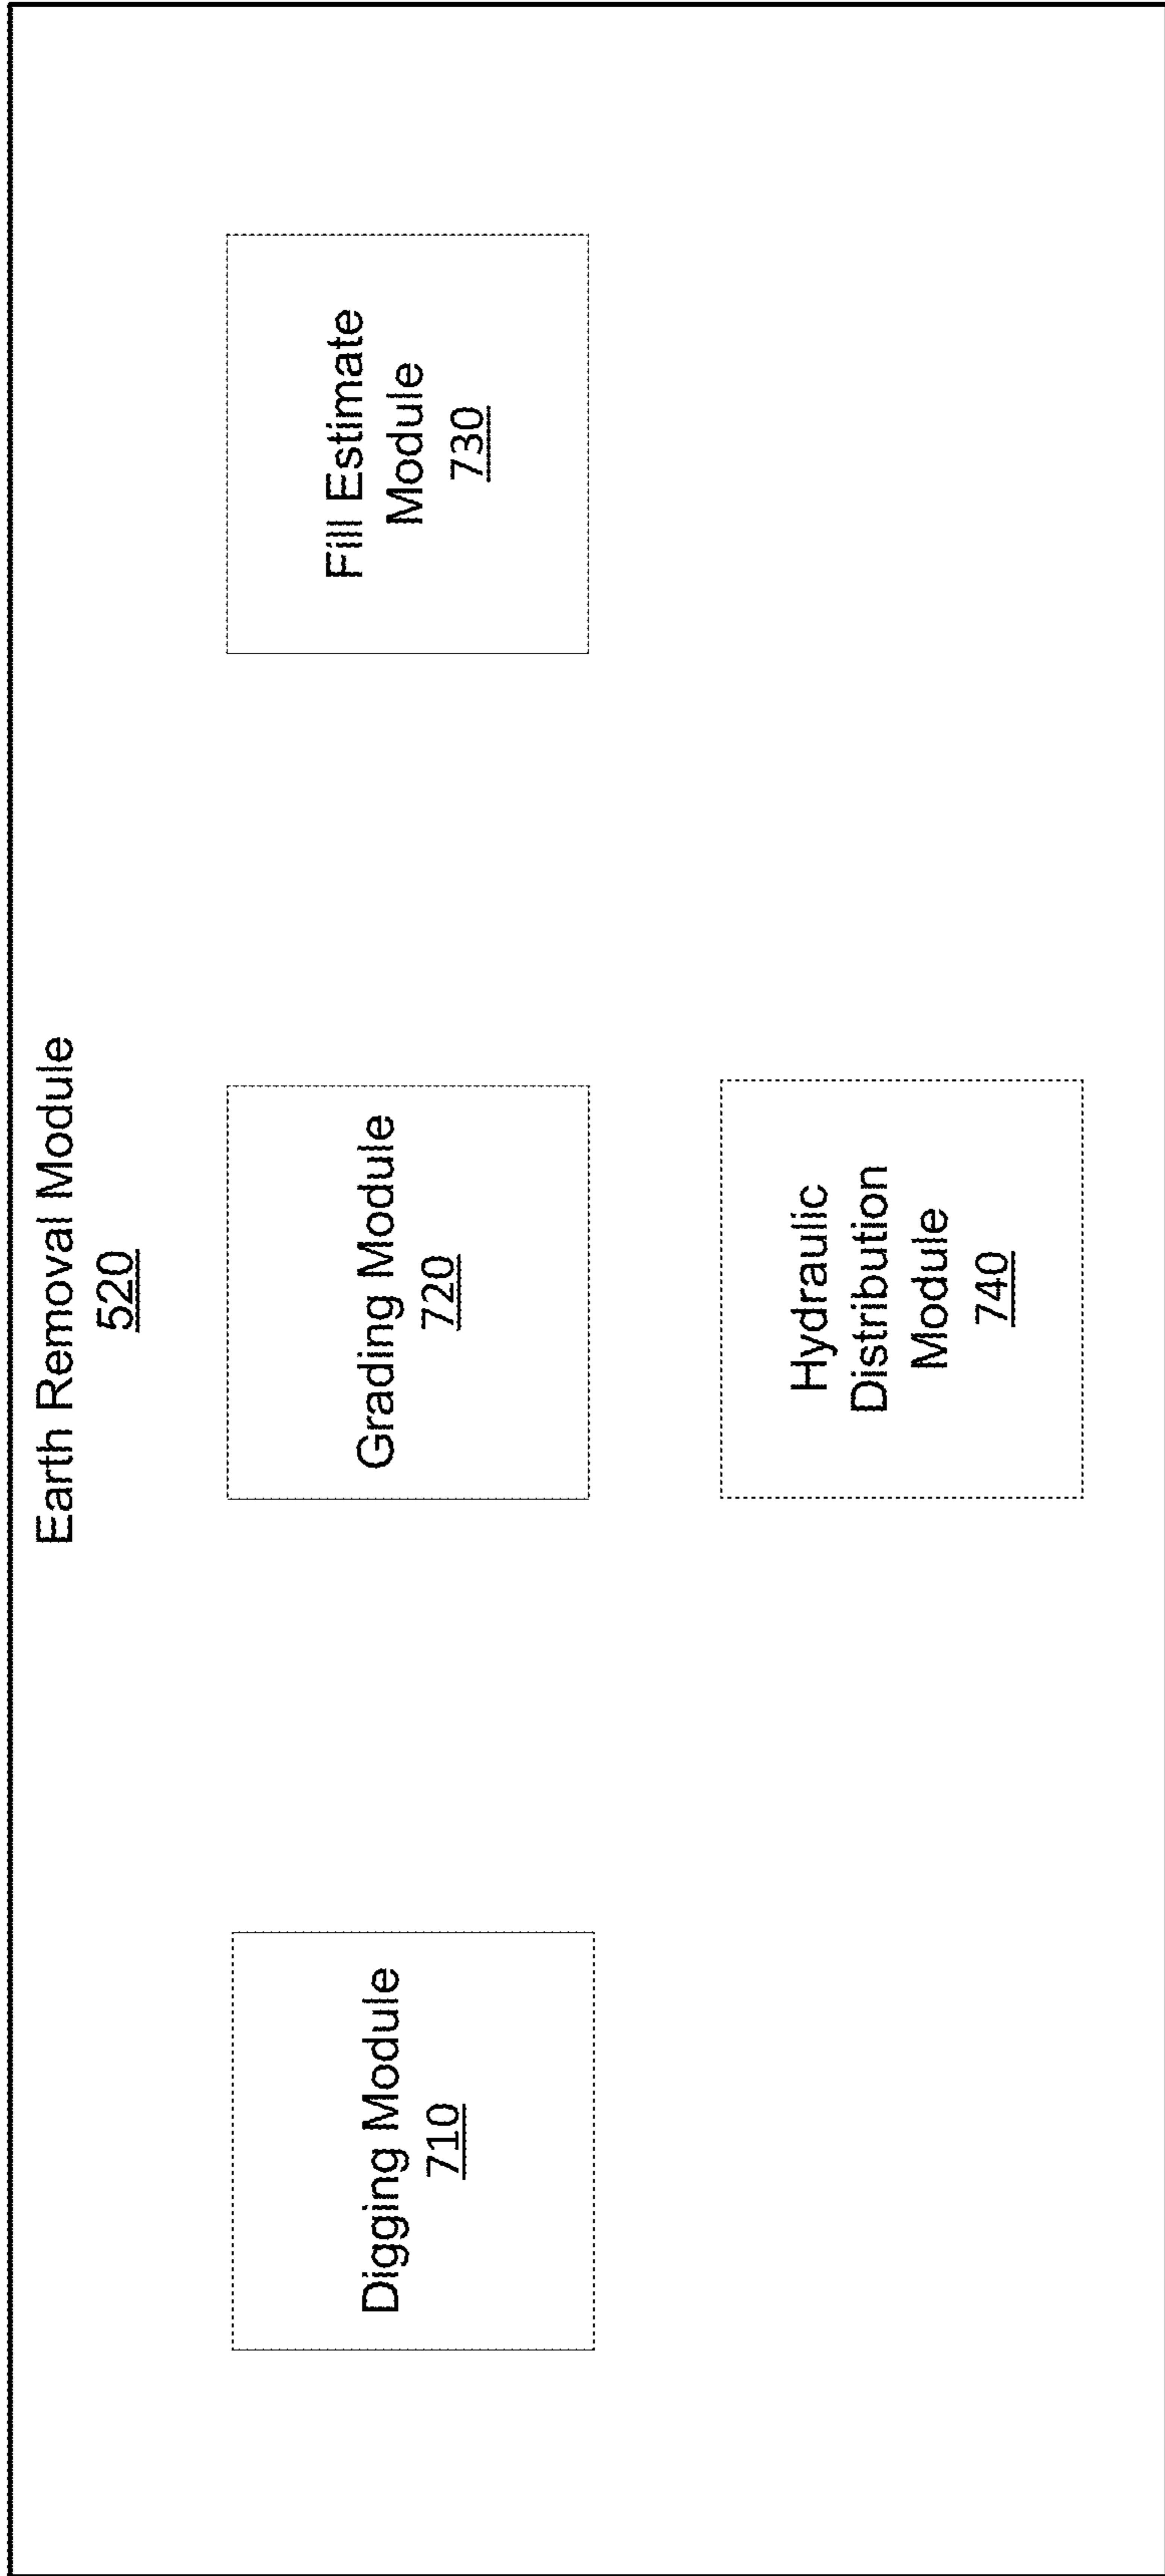 Earth Removal Module
520
Digging Module
710
Grading Module
720
Fill Estimate
Module
730
Hydraulic
Distribution
Module
740